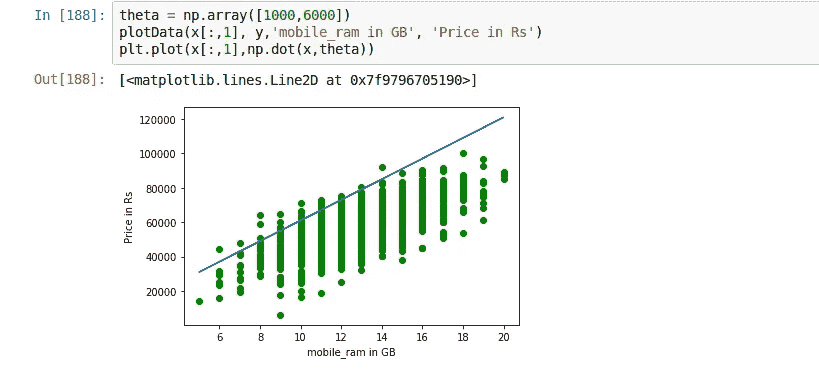 In [188]: theta = np.array([1000,6000])
plotData(x[:,1], y,'mobile_ram in GB', 'Price in Rs')
plt.plot(x[:,1],np.dot(x,theta))
Out[188]: [<matplotlib.lines.Line2D at 0x7f9796705190>]
120000
100000
80000
60000
40000
20000
Price in Rs
6 8 10 12 14 16 18 20
mobile_ram in GB